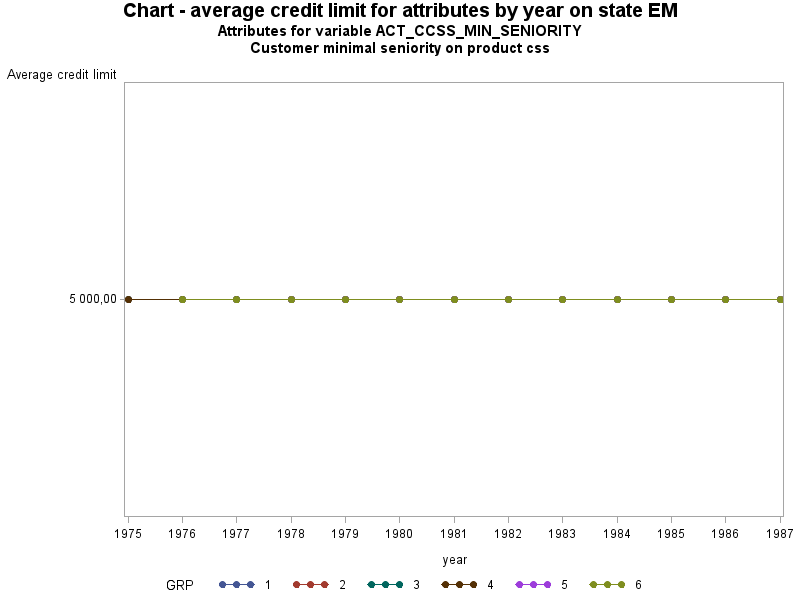 Chart - average credit limit for attributes by year on state EM
Attributes for variable ACT_CCSS_MIN_SENIORITY
Customer minimal seniority on product css
Average credit limit
5 000,00
1975 1976 1977 1978 1979 1980 1981 1982 1983 1984 1985 1986 1987
year
GRP 1 2 3 4 5 6